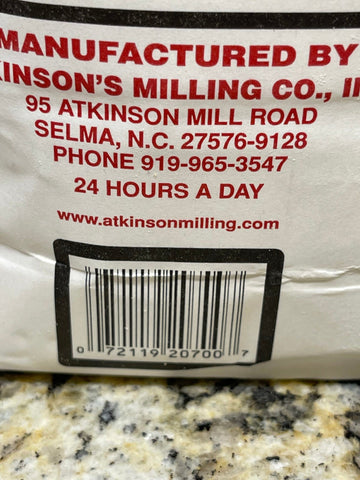 MANUFACTURED BY
KINSON'S MILLING CO., I
95 ATKINSON MILL ROAD
SELMA, N.C. 27576-9128
PHONE 919-965-3547
24 HOURS A DAY
www.atkinsonmilling.com
0 72119 20700 7